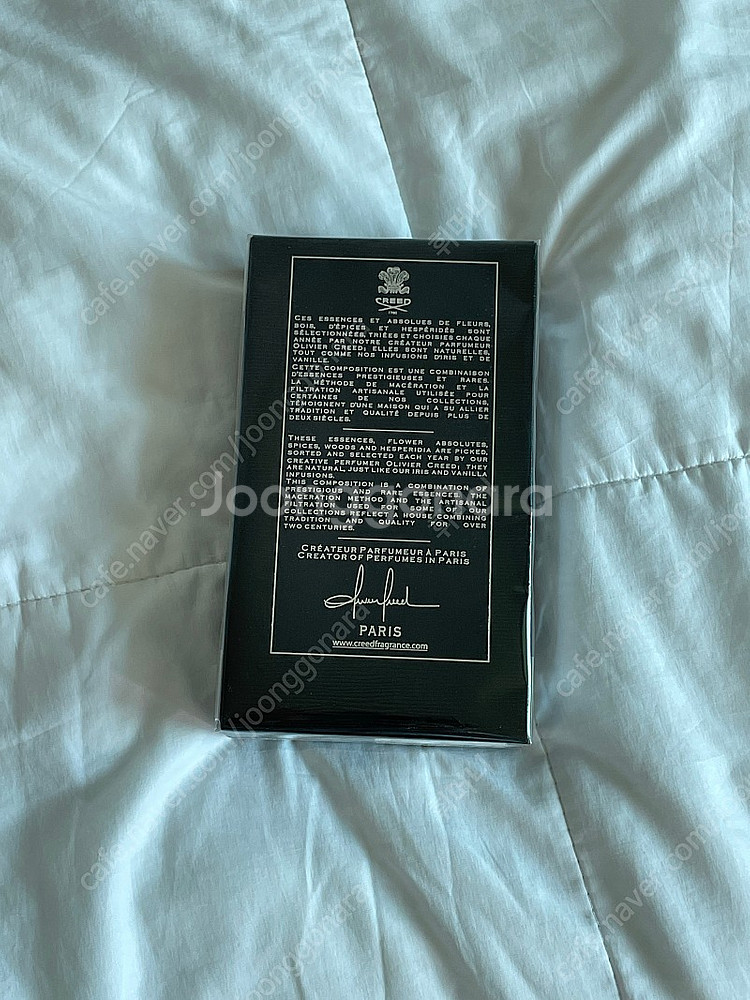 CREED
1760
CES ESSENCES ET ABSOLUES DE FLEURS,
BOIS, D'ÉPICES ET HESPÉRIDÉS SONT
SÉLECTIONNÉES, TRIÉES ET CHOISIES CHAQUE
ANNÉE PAR NOTRE CRÉATEUR PARFUMEUR
OLIVIER CREED; ELLES SONT NATURELLES,
TOUT COMME NOS INFUSIONS D'IRIS ET DE
VANILLE.
CETTE COMPOSITION EST UNE COMBINAISON
D'ESSENCES PRESTIGIEUSES ET RARES.
LA MÉTHODE DE MACÉRATION ET LA
FILTRATION ARTISANALE UTILISÉE POUR
CERTAINES DE NOS COLLECTIONS,
TÉMOIGNENT D'UNE MAISON QUI A SU ALLIER
TRADITION ET QUALITÉ DEPUIS PLUS DE
DEUX SIÈCLES.
THESE ESSENCES, FLOWER ABSOLUTES,
SPICES, WOODS AND HESPERIDIA ARE PICKED,
SORTED AND SELECTED EACH YEAR BY OUR
CREATIVE PERFUMER OLIVIER CREED; THEY
ARE NATURAL, JUST LIKE OUR IRIS AND VANILLA
INFUSIONS.
THIS COMPOSITION IS A COMBINATION OF
PRESTIGIOUS AND RARE ESSENCES. THE
MACERATION METHOD AND THE ARTISANAL
FILTRATION USED FOR SOME OF OUR
COLLECTIONS REFLECT A HOUSE COMBINING
TRADITION AND QUALITY FOR OVER
TWO CENTURIES.
CRÉATEUR PARFUMEUR À PARIS
CREATOR OF PERFUMES IN PARIS
PARIS
www.creedfragrance.com
Joonggonara
cafe.naver.com/joonggonara